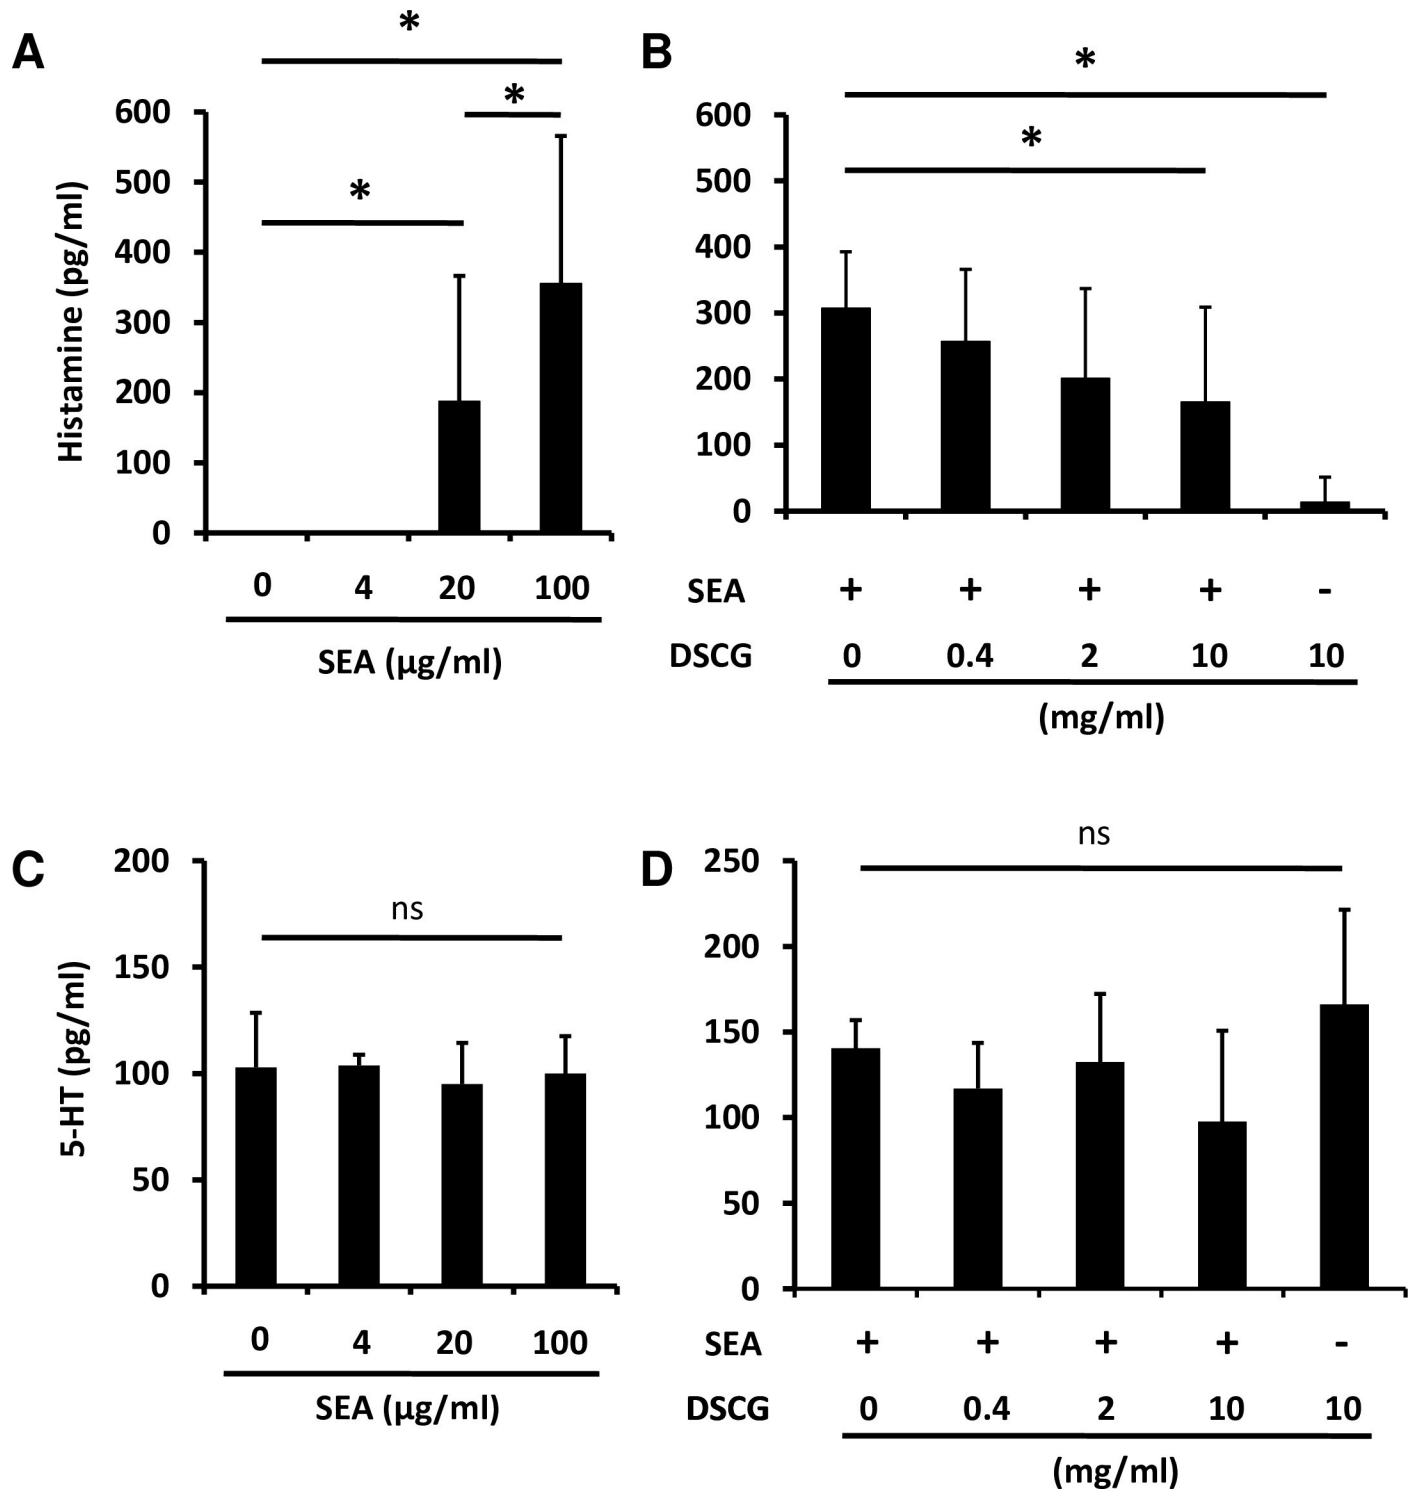 A
*
*
*
600
500
400
300
200
100
0
Histamine (pg/ml)
0 4 20 100
SEA (µg/ml)
B
*
*
600
500
400
300
200
100
0
SEA + + + + -
DSCG 0 0.4 2 10 10
(mg/ml)
C
ns
200
150
100
50
0
5-HT (pg/ml)
0 4 20 100
SEA (µg/ml)
D
ns
250
200
150
100
50
0
SEA + + + + -
DSCG 0 0.4 2 10 10
(mg/ml)